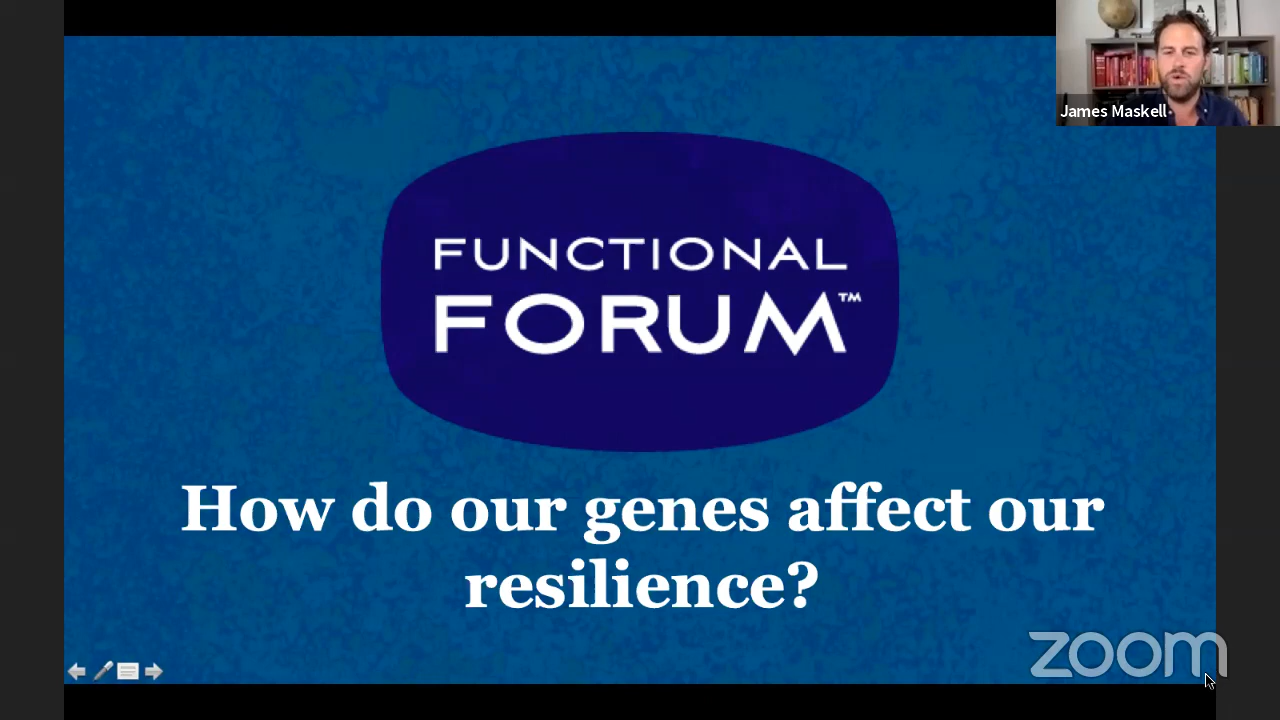 James Maskell
FUNCTIONAL
FORUM™
How do our genes affect our
resilience?
zoom